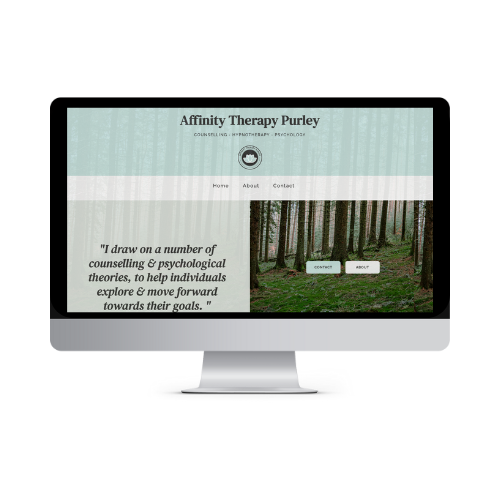 Affinity Therapy Purley
COUNSELLING · HYPNOTHERAPY · PSYCHOLOGY
Home About Contact
"I draw on a number of
counselling & psychological
theories, to help individuals
explore & move forward
towards their goals. "
CONTACT ABOUT